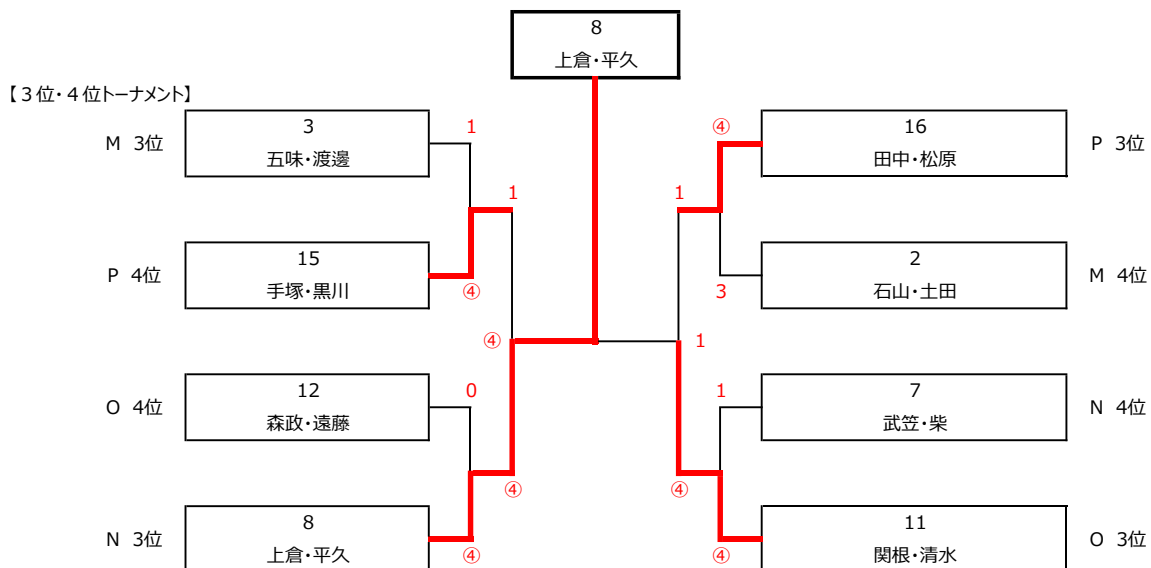 8
上倉・平久
【３位・４位トーナメント】
M 3位
3
五味・渡邊
1
④
16
田中・松原
P 3位
1
1
P 4位
15
手塚・黒川
④
3
2
石山・土田
M 4位
④
1
O 4位
12
森政・遠藤
0
1
7
武笠・柴
N 4位
④
④
N 3位
8
上倉・平久
④
④
11
関根・清水
O 3位